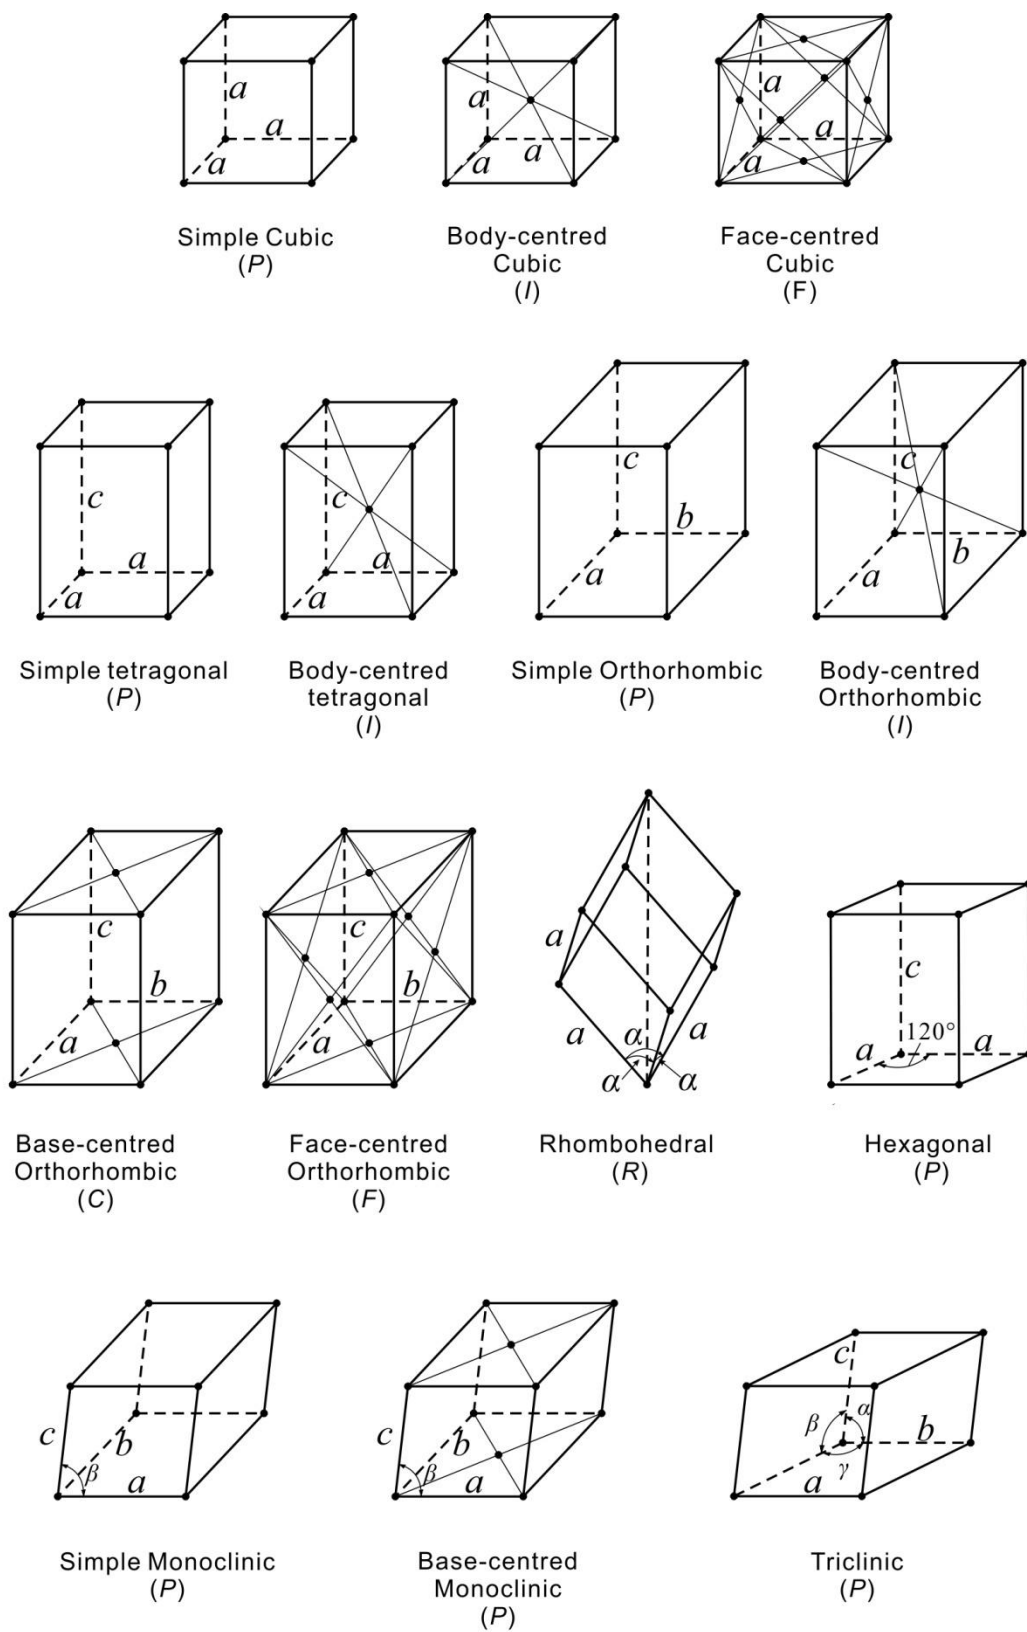 a
a
a
a
a
a
a
a
a
Simple Cubic
(P)
Body-centred
Cubic
(I)
Face-centred
Cubic
(F)
c
a
a
c
a
a
c
b
a
c
b
a
Simple tetragonal
(P)
Body-centred
tetragonal
(I)
Simple Orthorhombic
(P)
Body-centred
Orthorhombic
(I)
c
b
a
c
b
a
a
a
a
α
α
α
c
120°
a
a
Base-centred
Orthorhombic
(C)
Face-centred
Orthorhombic
(F)
Rhombohedral
(R)
Hexagonal
(P)
c
b
β
a
c
b
β
a
c
β
α
b
γ
a
Simple Monoclinic
(P)
Base-centred
Monoclinic
(P)
Triclinic
(P)